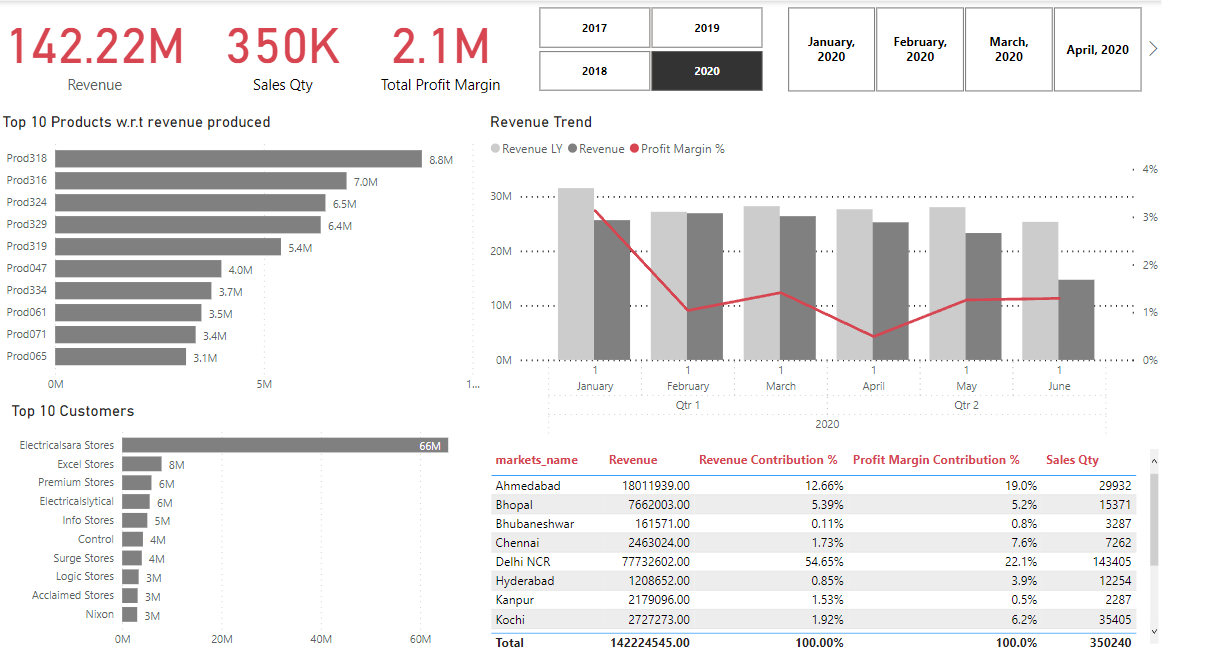 142.22M
Revenue
350K
Sales Qty
2.1M
Total Profit Margin
2017
2019
2018
2020
January,
2020
February,
2020
March,
2020
April, 2020
Top 10 Products w.r.t revenue produced
Prod318 8.8M
Prod316 7.0M
Prod324 6.5M
Prod329 6.4M
Prod319 5.4M
Prod047 4.0M
Prod334 3.7M
Prod061 3.5M
Prod071 3.4M
Prod065 3.1M
0M 5M 1...
Top 10 Customers
Electricalsara Stores 66M
Excel Stores 8M
Premium Stores 6M
Electricalslytical 6M
Info Stores 5M
Control 4M
Surge Stores 4M
Logic Stores 3M
Acclaimed Stores 3M
Nixon 3M
0M 20M 40M 60M
Revenue Trend
Revenue LY Revenue Profit Margin %
4%
30M 3%
20M 2%
10M 1%
0M 0%
1 1 1 1 1 1
January February March April May June
Qtr 1 Qtr 2
2020
markets_name Revenue Revenue Contribution % Profit Margin Contribution % Sales Qty
Ahmedabad 18011939.00 12.66% 19.0% 29932
Bhopal 7662003.00 5.39% 5.2% 15371
Bhubaneshwar 161571.00 0.11% 0.8% 3287
Chennai 2463024.00 1.73% 7.6% 7262
Delhi NCR 77732602.00 54.65% 22.1% 143405
Hyderabad 1208652.00 0.85% 3.9% 12254
Kanpur 2179096.00 1.53% 0.5% 2287
Kochi 2727273.00 1.92% 6.2% 35405
Total 142224545.00 100.00% 100.0% 350240